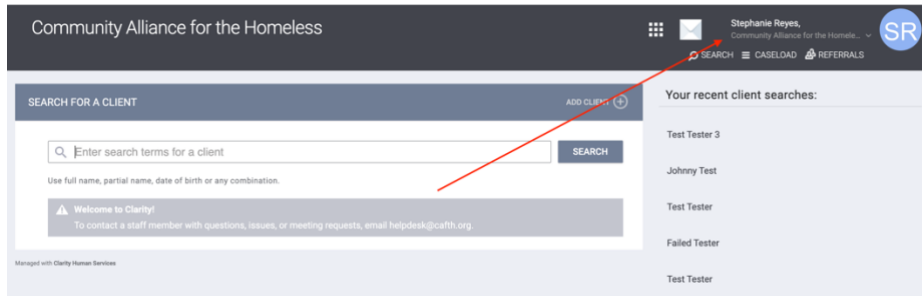 Community Alliance for the Homeless
Stephanie Reyes,
Community Alliance for the Homele..
SR
SEARCH
CASELOAD
REFERRALS
SEARCH FOR A CLIENT
ADD CLIENT
Enter search terms for a client
SEARCH
Use full name, partial name, date of birth or any combination.
Welcome to Clarity!
To contact a staff member with questions, issues, or meeting requests, email helpdesk@cafth.org.
Managed with Clarity Human Services
Your recent client searches:
Test Tester 3
Johnny Test
Test Tester
Failed Tester
Test Tester